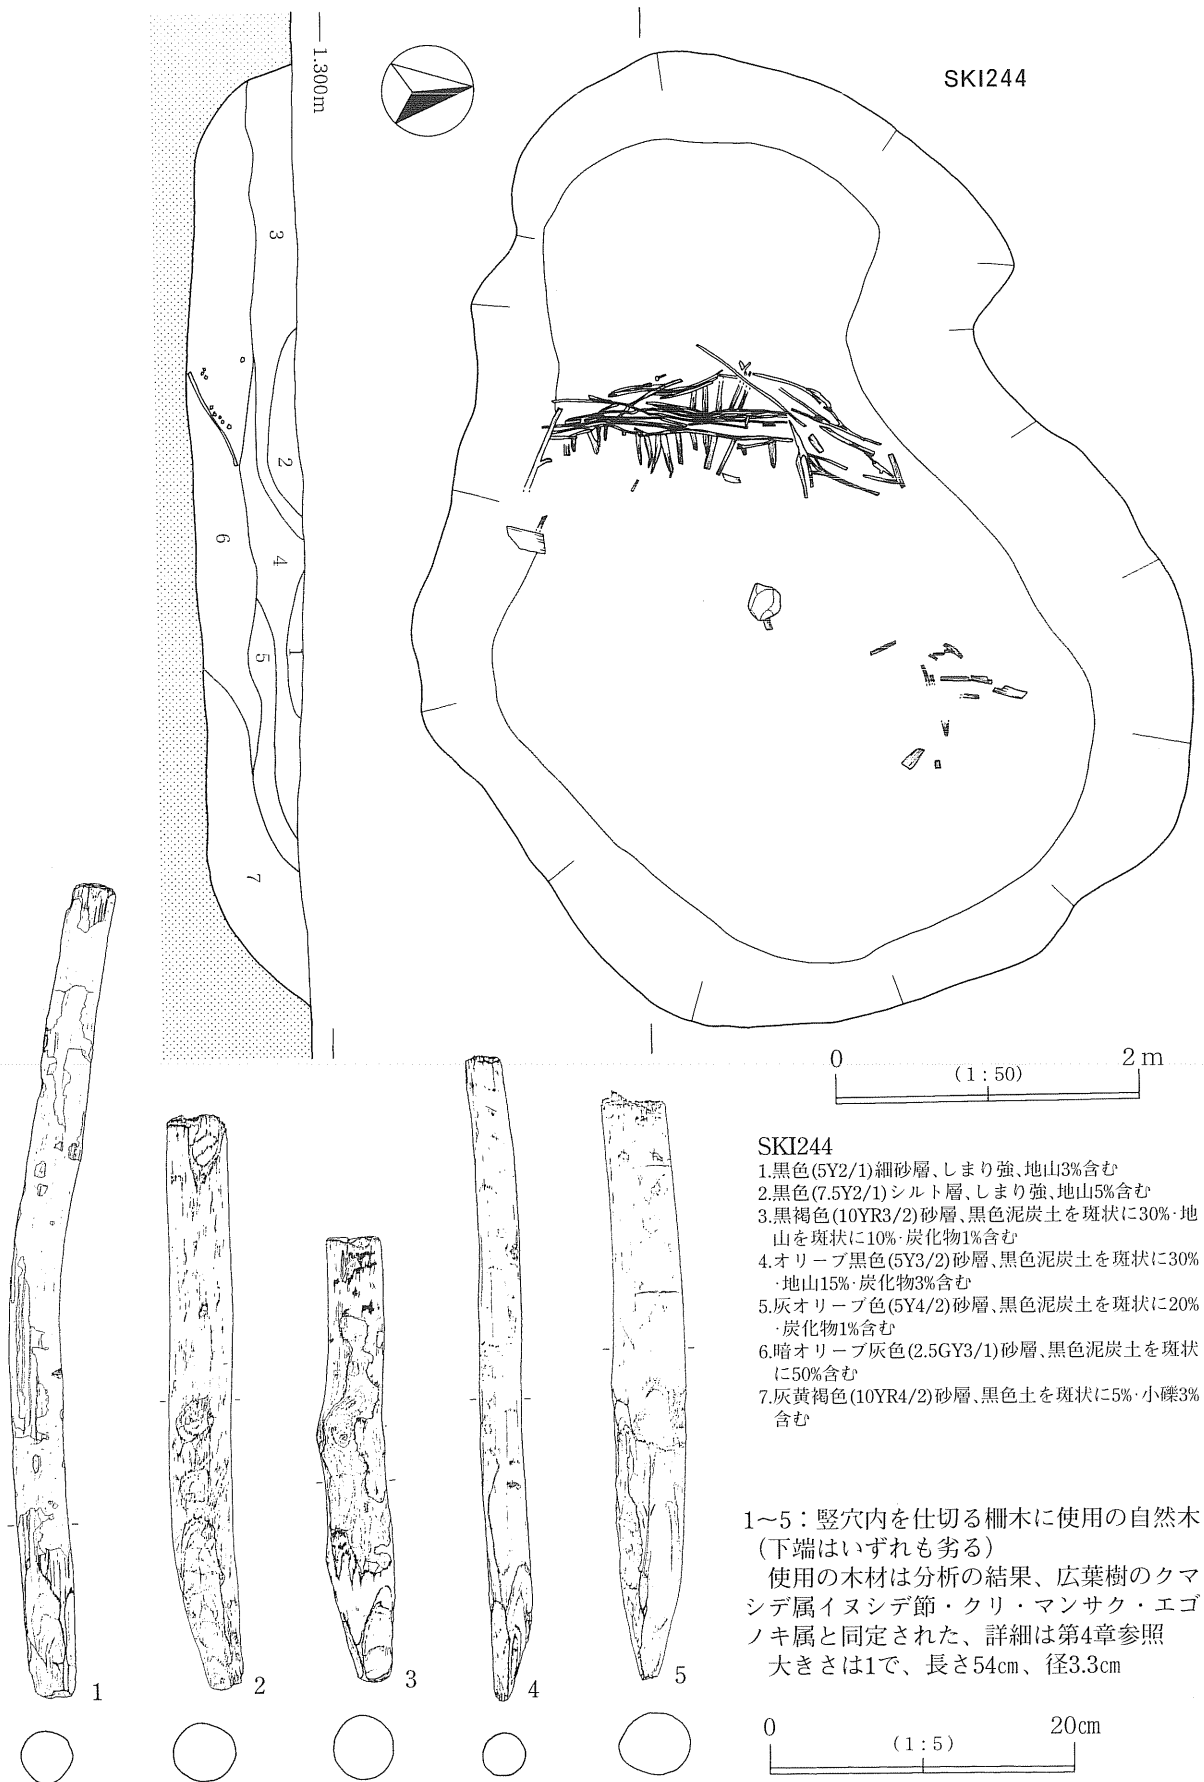 SKI244
1.300m
3
2
6
4
1
5
7
0 2m
(1:50)
SKI244
1.黒色(5Y2/1)細砂層、しまり強、地山3%含む
2.黒色(7.5Y2/1)シルト層、しまり強、地山5%含む
3.黒褐色(10YR3/2)砂層、黒色泥炭土を斑状に30%·地
山を斑状に10%·炭化物1%含む
4.オリーブ黒色(5Y3/2)砂層、黒色泥炭土を斑状に30%
·地山15%·炭化物3%含む
5.灰オリーブ色(5Y4/2)砂層、黒色泥炭土を斑状に20%
·炭化物1%含む
6.暗オリーブ灰色(2.5GY3/1)砂層、黒色泥炭土を斑状
に50%含む
7.灰黄褐色(10YR4/2)砂層、黒色土を斑状に5%·小礫3%
含む
1~5：竪穴内を仕切る柵木に使用の自然木
（下端はいずれも劣る）
使用の木材は分析の結果、広葉樹のクマ
シデ属イヌシデ節・クリ・マンサク・エゴ
ノキ属と同定された、詳細は第4章参照
大きさは1で、長さ54cm、径3.3cm
1
2
3
4
5
0 20cm
(1:5)